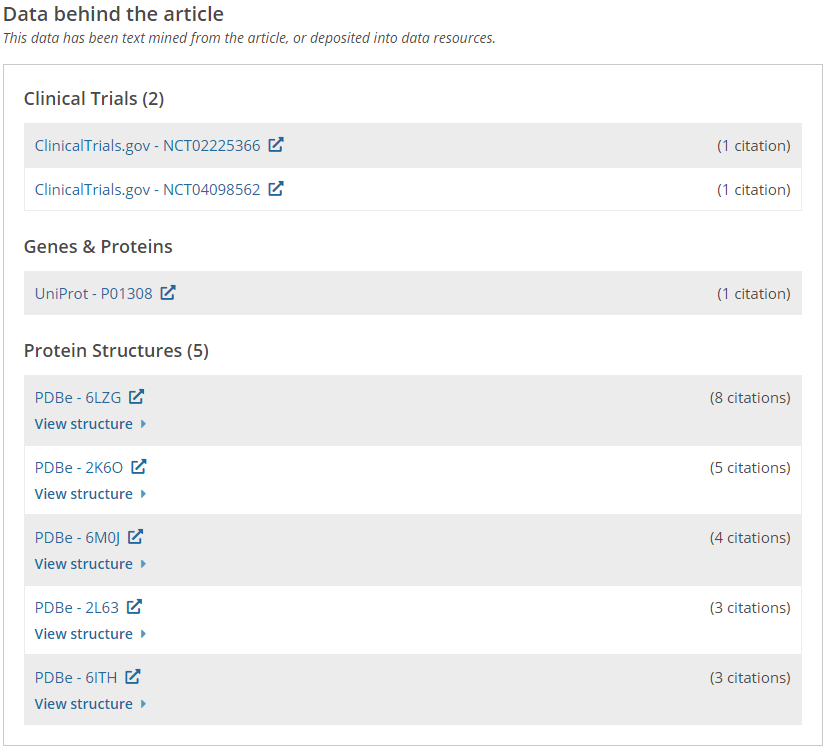 Data behind the article
This data has been text mined from the article, or deposited into data resources.
Clinical Trials (2)
ClinicalTrials.gov - NCT02225366 (1 citation)
ClinicalTrials.gov - NCT04098562 (1 citation)
Genes & Proteins
UniProt - P01308 (1 citation)
Protein Structures (5)
PDBe - 6LZG (8 citations)
View structure
PDBe - 2K6O (5 citations)
View structure
PDBe - 6M0J (4 citations)
View structure
PDBe - 2L63 (3 citations)
View structure
PDBe - 6ITH (3 citations)
View structure